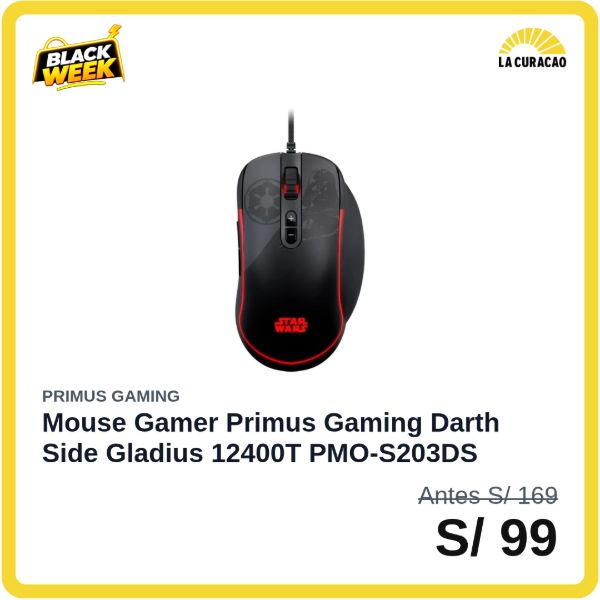 BLACK
WEEK
LA CURACAO
STAR
WARS
PRIMUS GAMING
Mouse Gamer Primus Gaming Darth
Side Gladius 12400T PMO-S203DS
Antes S/ 169
S/ 99